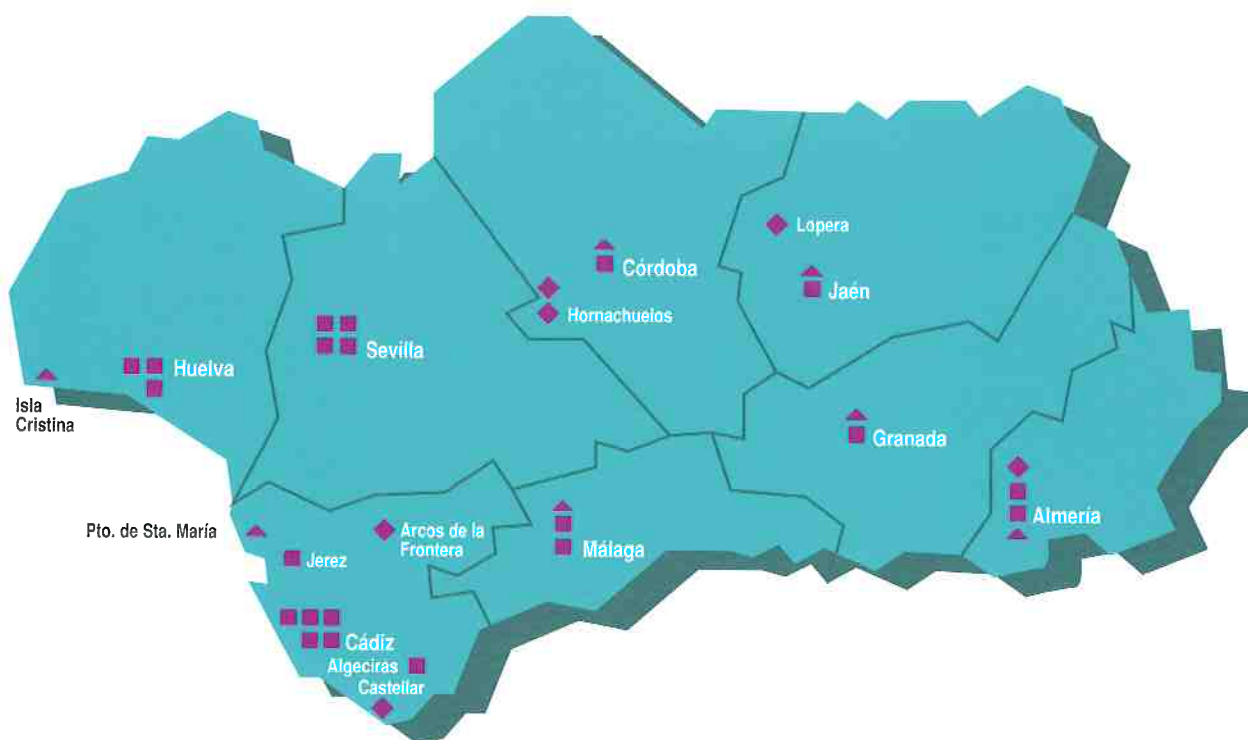 Lopera
Córdoba
Jaén
Hornachuelos
Sevilla
Huelva
Isla
Cristina
Granada
Almería
Pto. de Sta. María
Arcos de la
Frontera
Málaga
Jerez
Cádiz
Algeciras
Castellar